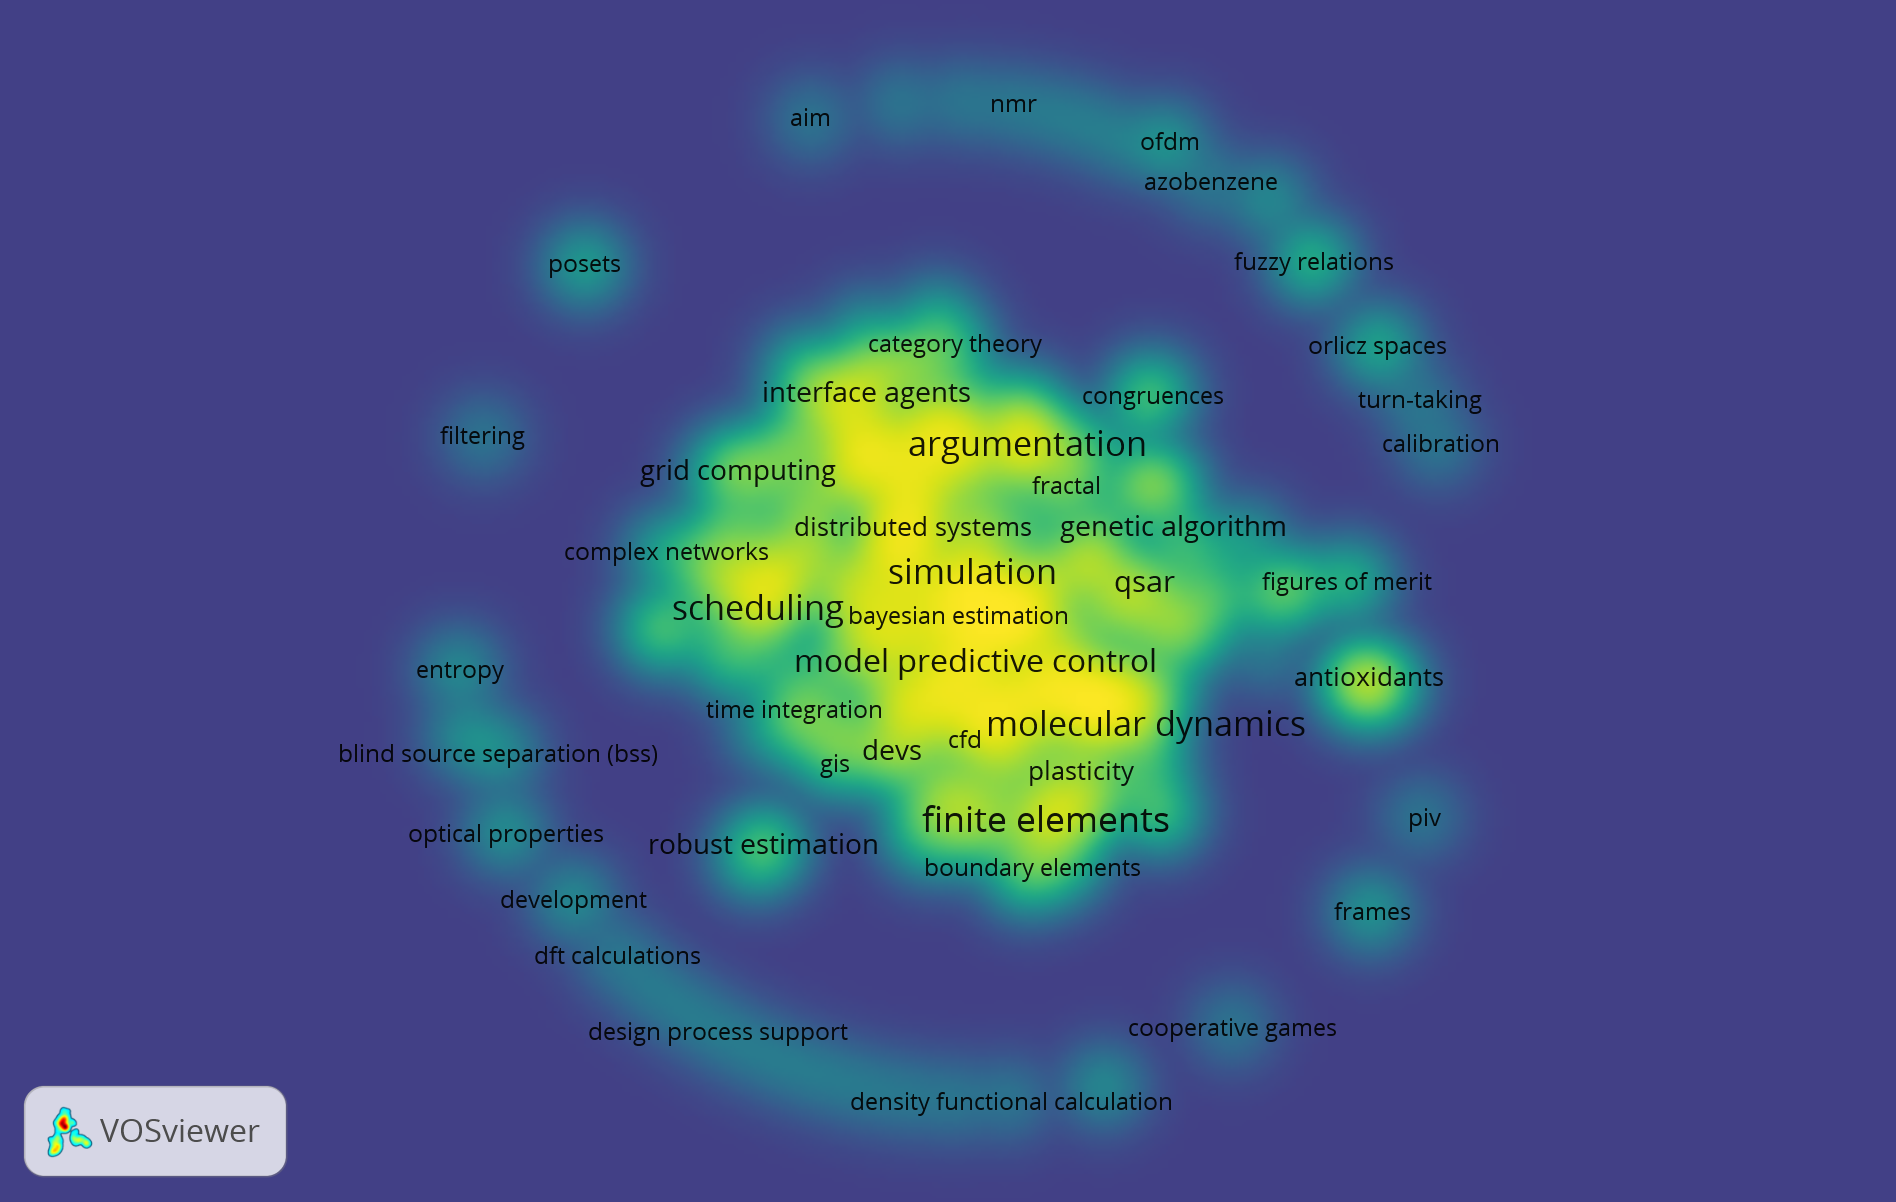 nmr
aim
ofdm
azobenzene
fuzzy relations
posets
category theory
orlicz spaces
interface agents
congruences
turn-taking
filtering
argumentation
calibration
grid computing
fractal
distributed systems
genetic algorithm
complex networks
simulation
qsar
figures of merit
scheduling
bayesian estimation
model predictive control
entropy
antioxidants
time integration
molecular dynamics
cfd
devs
blind source separation (bss)
gis
plasticity
piv
finite elements
optical properties
robust estimation
boundary elements
development
frames
dft calculations
cooperative games
design process support
density functional calculation
VOSviewer